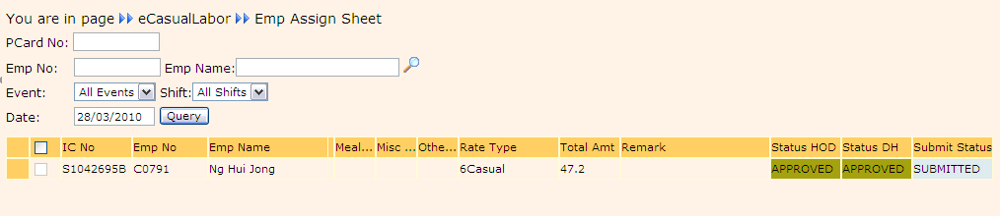 You are in page eCasualLabor Emp Assign Sheet
PCard No:
Emp No: Emp Name:
Event: All Events Shift: All Shifts
Date: 28/03/2010 Query
IC No Emp No Emp Name Meal... Misc ... Othe... Rate Type Total Amt Remark Status HOD Status DH Submit Status
S1042695B C0791 Ng Hui Jong 6Casual 47.2 APPROVED APPROVED SUBMITTED